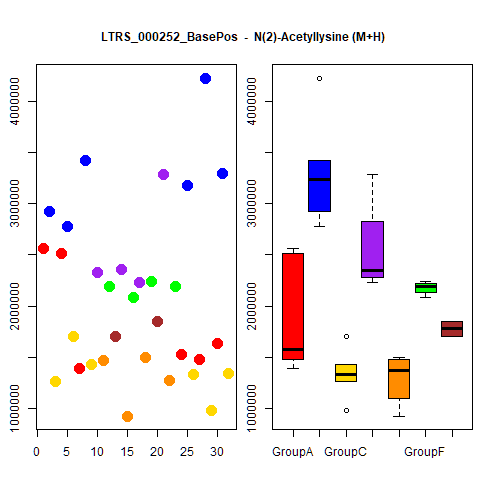 LTRS_000252_BasePos  -  N(2)-Acetyllysine (M+H)
4000000
3000000
2000000
1000000
0 5 10 15 20 25 30
4000000
3000000
2000000
1000000
GroupA GroupC GroupF